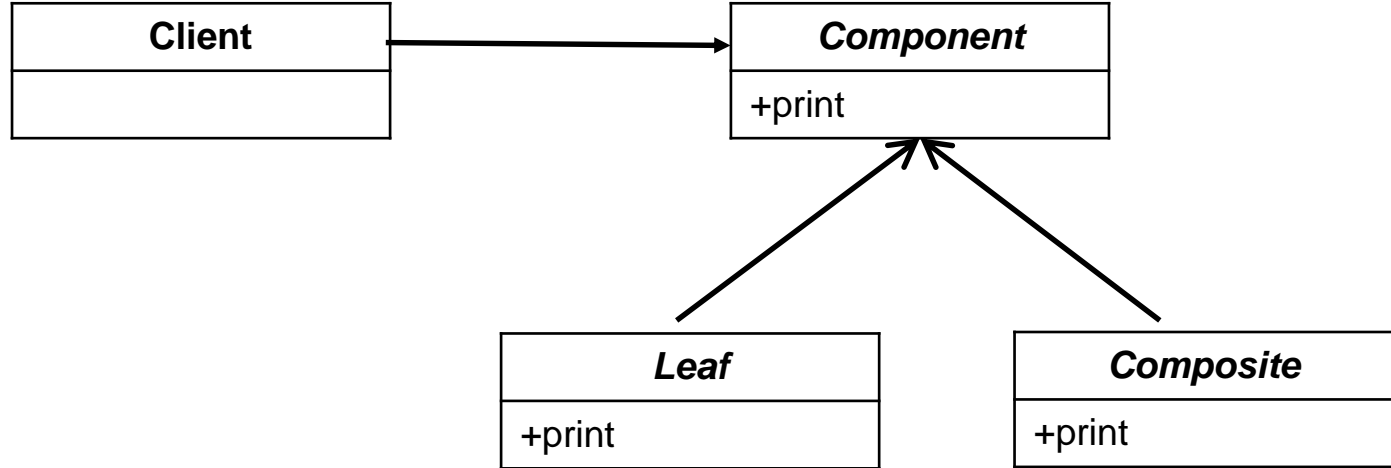 Client
Component
+print
Leaf
+print
Composite
+print